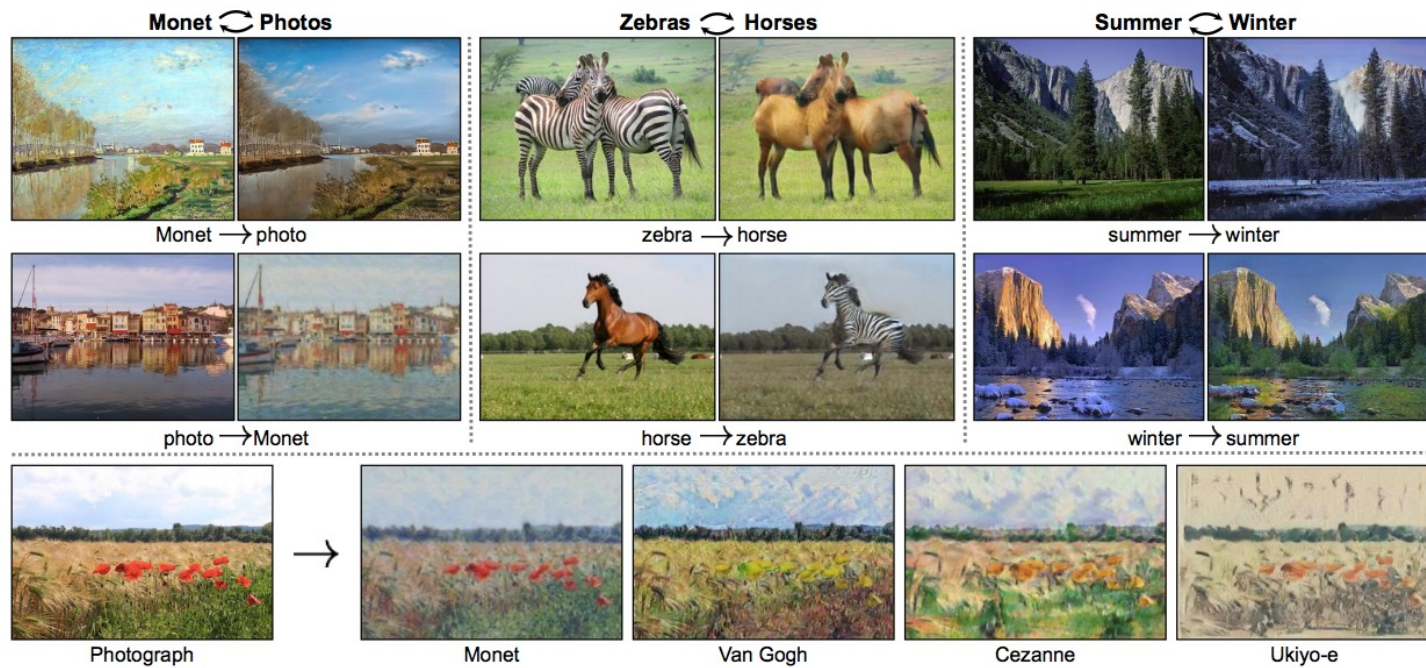 Monet ⇄ Photos
Zebras ⇄ Horses
Summer ⇄ Winter
Monet → photo
zebra → horse
summer → winter
photo → Monet
horse → zebra
winter → summer
Photograph → Monet Van Gogh Cezanne Ukiyo-e